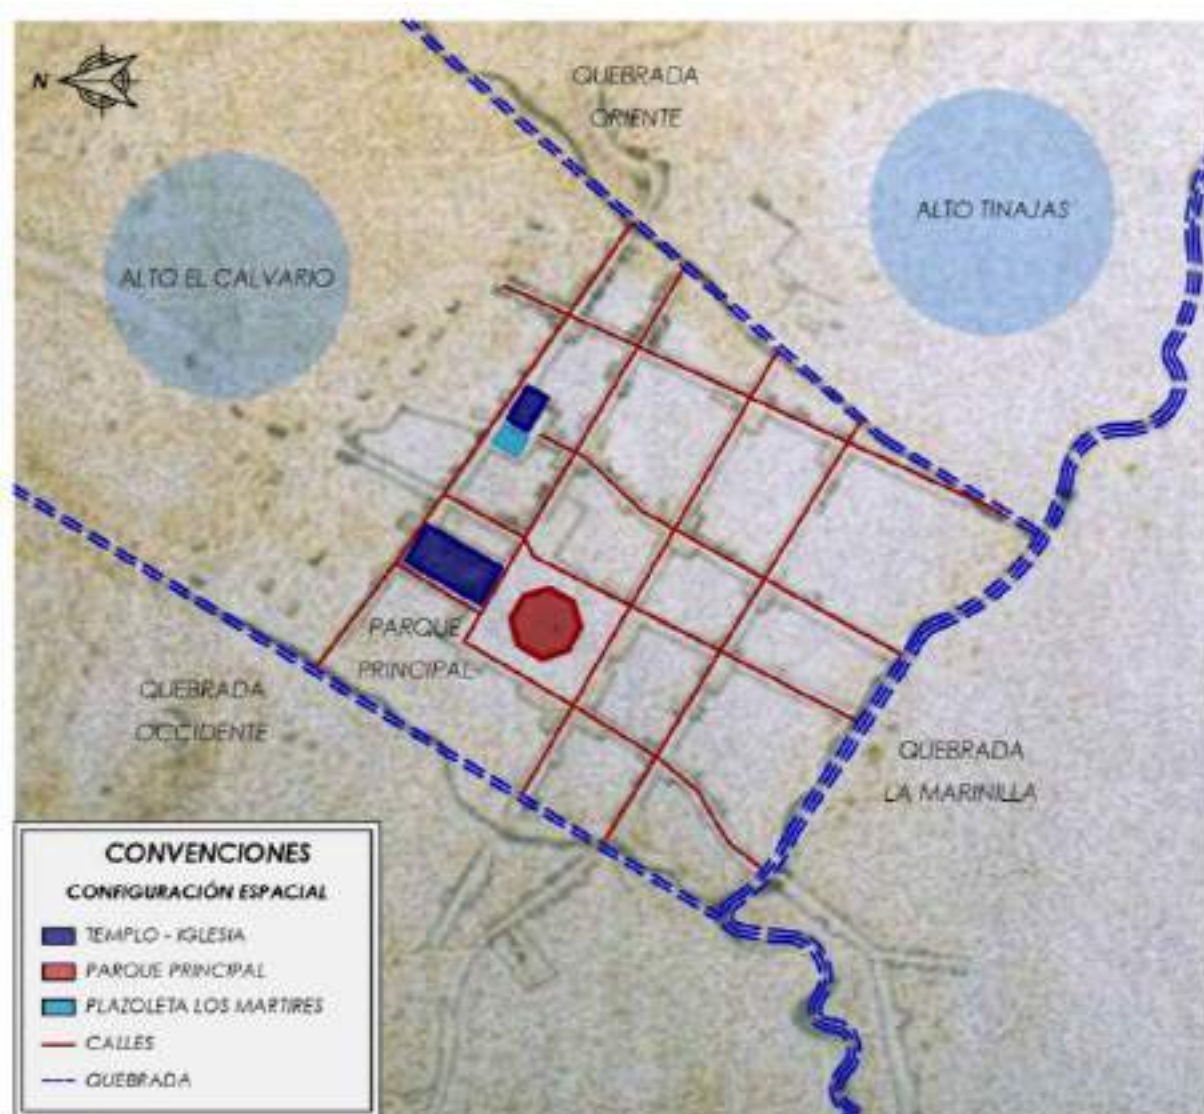 N
QUEBRADA
ORIENTE
ALTO TINAJAS
ALTO EL CALVARIO
PARQUE
PRINCIPAL
QUEBRADA
OCCIDENTE
QUEBRADA
LA MARINILLA
CONVENCIONES
CONFIGURACIÓN ESPACIAL
TEMPLO - IGLESIA
PARQUE PRINCIPAL
PLAZOLETA LOS MARTIRES
CALLES
QUEBRADA